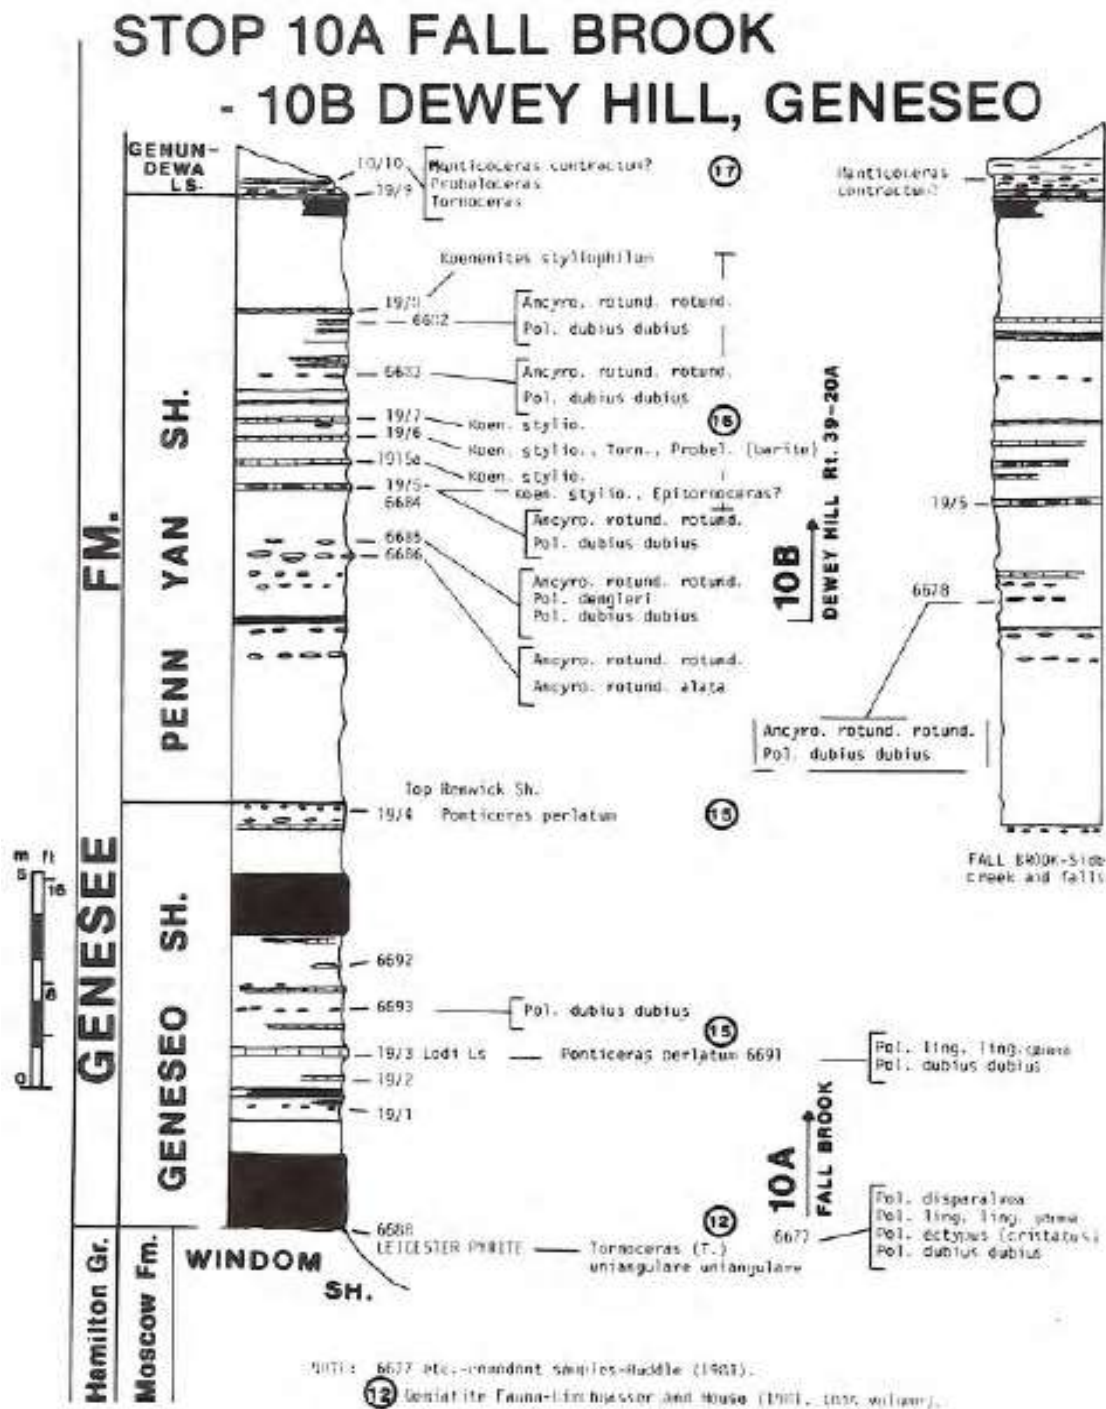 STOP 10A FALL BROOK
- 10B DEWEY HILL, GENESEO
GENUN-
DEWA
LS.
10/10
19/9
Manticoceras contractum?
Probeloceras
Tornoceras
17
Manticoceras
contractum?
Koenenites styliophilum
6682
Ancyro. rotund. rotund.
Pol. dubius dubius
6683
Ancyro. rotund. rotund.
Pol. dubius dubius
19/7
Koen. stylio.
16
19/6
Koen. stylio., Torn., Probel. (barite)
1915a
Koen. stylio.
19/5
Koen. stylio., Epitornoceras?
6684
Ancyro. rotund. rotund.
Pol. dubius dubius
6685
6686
Ancyro. rotund. rotund.
Pol. dengleri
Pol. dubius dubius
Ancyro. rotund. rotund.
Ancyro. rotund. alata
10B
DEWEY HILL Rt. 39-20A
19/5
6678
Ancyro. rotund. rotund.
Pol. dubius dubius
FALL BROOK-Side
Creek and falls
PENN YAN SH.
GENESEE FM.
Top Renwick Sh.
19/4 Ponticeras perlatum
15
m ft
5
16
8
0
GENESEO SH.
6692
6693
Pol. dubius dubius
15
19/3 Lodi Ls
Ponticeras perlatum 6691
Pol. ling. ling.
Pol. dubius dubius
19/2
19/1
10A
FALL BROOK
12
6677
Pol. disparalvea
Pol. ling. ling.
Pol. ectypus (cristatus)
Pol. dubius dubius
6688
LEICESTER PYRITE
Tornoceras (T.)
uniangulare uniangulare
WINDOM
SH.
Hamilton Gr.
Moscow Fm.
NOTE: 6677 etc.-conodont samples-Huddle
12 Goniatite Fauna- and House